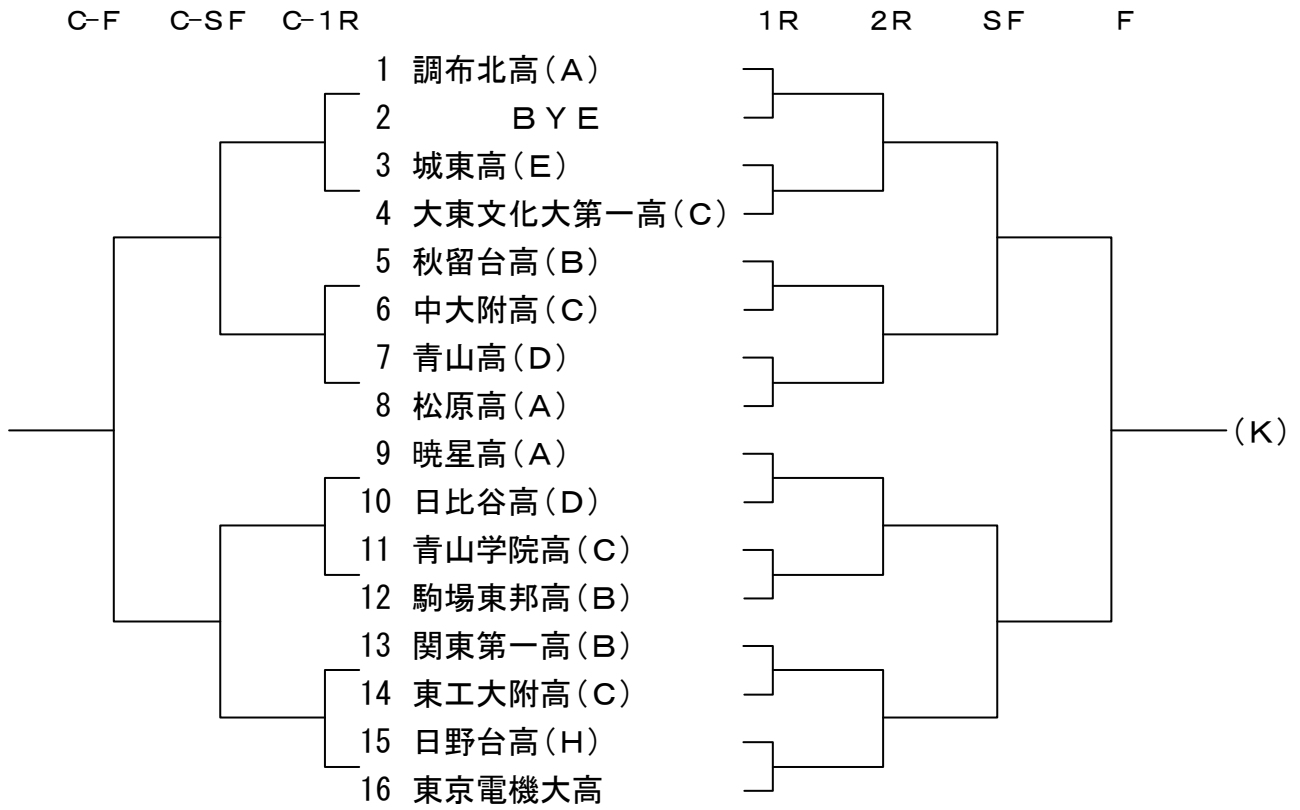 C-F C-SF C-1R 1R 2R SF F
1 調布北高(A)
2 BYE
3 城東高(E)
4 大東文化大第一高(C)
5 秋留台高(B)
6 中大附高(C)
7 青山高(D)
8 松原高(A)
(K)
9 暁星高(A)
10 日比谷高(D)
11 青山学院高(C)
12 駒場東邦高(B)
13 関東第一高(B)
14 東工大附高(C)
15 日野台高(H)
16 東京電機大高